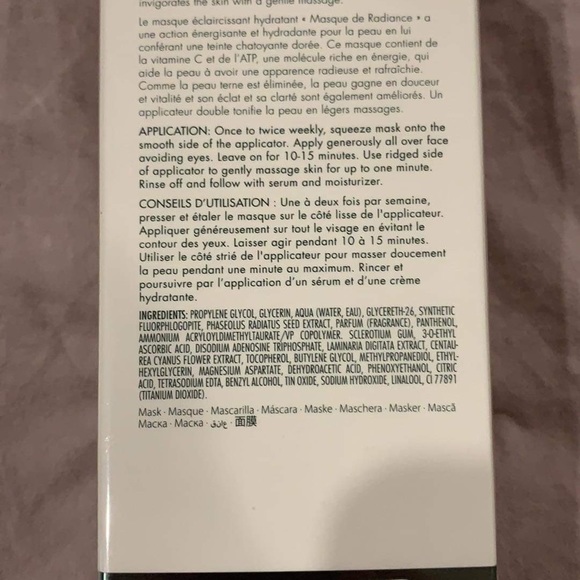 invigorates the skin with a gentle massage.
Le masque éclaircissant hydratant « Masque de Radiance » a
une action énergisante et hydradante pour la peau en lui
conférant une teinte chatoyante dorée. Ce masque contient de
la vitamine C et de l'ATP, une molécule riche en énergie, qui
aide la peau à avoir une apparence radieuse et rafraîchie.
Comme la peau terne est éliminée, la peau gagne en douceur
et vitalité et son éclat et sa clarté sont également améliorés. Un
applicateur double tonifie la peau en légers massages.
APPLICATION: Once to twice weekly, squeeze mask onto the
smooth side of the applicator. Apply generously all over face
avoiding eyes. Leave on for 10-15 minutes. Use ridged side
of applicator to gently massage skin for up to one minute.
Rinse off and follow with serum and moisturizer.
CONSEILS D'UTILISATION : Une à deux fois par semaine,
presser et étaler le masque sur le côté lisse de l'applicateur.
Appliquer généreusement sur tout le visage en évitant le
contour des yeux. Laisser agir pendant 10 à 15 minutes.
Utiliser le côté strié de l'applicateur pour masser doucement
la peau pendant une minute au maximum. Rincer et
poursuivre par l'application d'un sérum et d'une crème
hydratante.
INGREDIENTS: PROPYLENE GLYCOL, GLYCERIN, AQUA (WATER, EAU), GLYCERETH-26, SYNTHETIC
FLUORPHLOGOPITE, PHASEOLUS RADIATUS SEED EXTRACT, PARFUM (FRAGRANCE), PANTHENOL,
AMMONIUM ACRYLOYLDIMETHYLTAURATE/VP COPOLYMER. SCLEROTIUM GUM, 3-O-ETHYL
ASCORBIC ACID, DISODIUM ADENOSINE TRIPHOSPHATE, LAMINARIA DIGITATA EXTRACT, CENTAU-
REA CYANUS FLOWER EXTRACT, TOCOPHEROL, BUTYLENE GLYCOL, METHYLPROPANEDIOL, ETHYL-
HEXYLGLYCERIN, MAGNESIUM ASPARTATE, DEHYDROACETIC ACID, PHENOXYETHANOL, CITRIC
ACID, TETRASODIUM EDTA, BENZYL ALCOHOL, TIN OXIDE, SODIUM HYDROXIDE, LINALOOL, CI 77891
(TITANIUM DIOXIDE).
Mask · Masque · Mascarilla · Máscara · Maske · Maschera · Masker · Mască
Маска · Маска · · 面膜